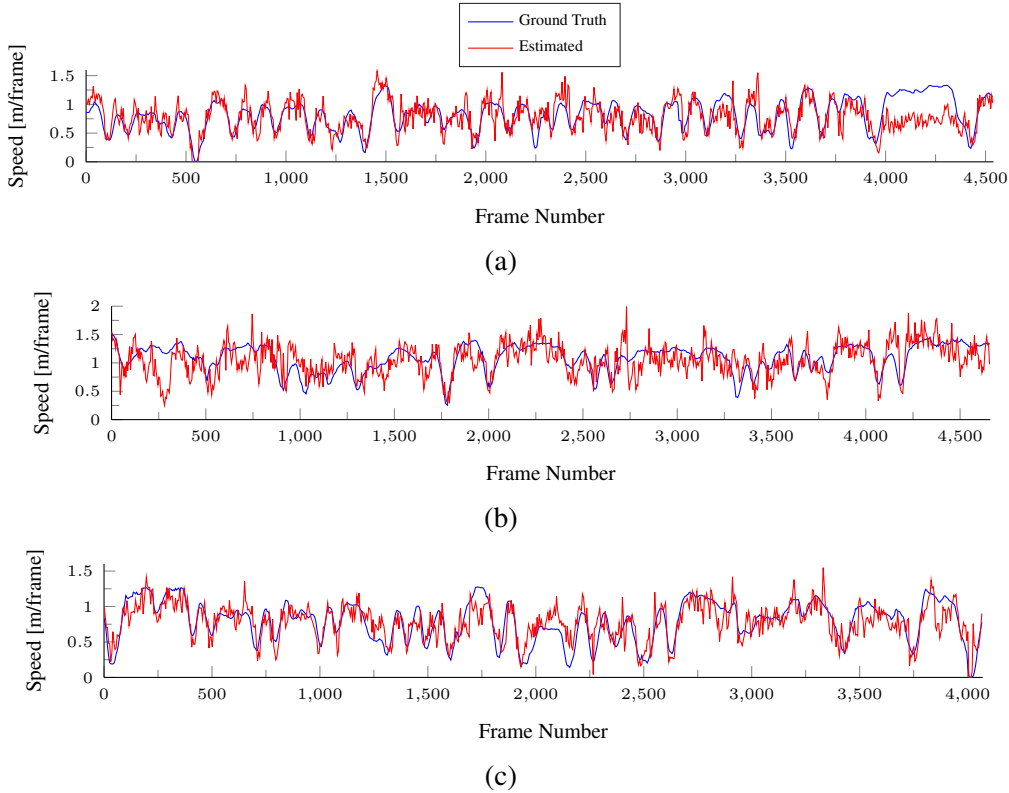 Ground Truth
Estimated
1.5
1
0.5
0
Speed [m/frame]
0 500 1,000 1,500 2,000 2,500 3,000 3,500 4,000 4,500
Frame Number
(a)
2
1.5
1
0.5
0
Speed [m/frame]
0 500 1,000 1,500 2,000 2,500 3,000 3,500 4,000 4,500
Frame Number
(b)
1.5
1
0.5
0
Speed [m/frame]
0 500 1,000 1,500 2,000 2,500 3,000 3,500 4,000
Frame Number
(c)